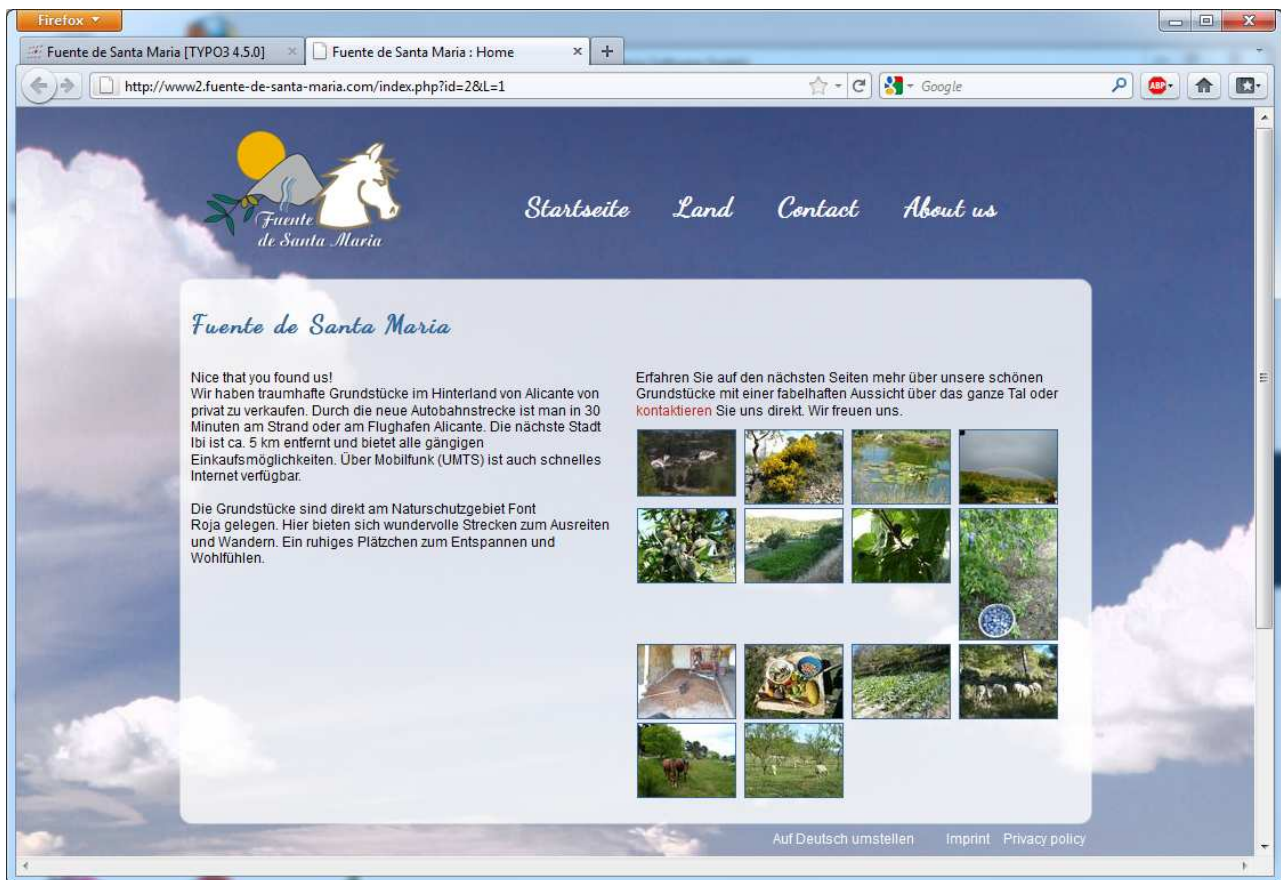 Firefox
Fuente de Santa Maria [TYPO3 4.5.0]
Fuente de Santa Maria : Home
http://www2.fuente-de-santa-maria.com/index.php?id=2&L=1
Google
ABP
Fuente
de Santa Maria
Startseite Land Contact About us
Fuente de Santa Maria
Nice that you found us!
Wir haben traumhafte Grundstücke im Hinterland von Alicante von
privat zu verkaufen. Durch die neue Autobahnstrecke ist man in 30
Minuten am Strand oder am Flughafen Alicante. Die nächste Stadt
Ibi ist ca. 5 km entfernt und bietet alle gängigen
Einkaufsmöglichkeiten. Über Mobilfunk (UMTS) ist auch schnelles
Internet verfügbar.
Die Grundstücke sind direkt am Naturschutzgebiet Font
Roja gelegen. Hier bieten sich wundervolle Strecken zum Ausreiten
und Wandern. Ein ruhiges Plätzchen zum Entspannen und
Wohlfühlen.
Erfahren Sie auf den nächsten Seiten mehr über unsere schönen
Grundstücke mit einer fabelhaften Aussicht über das ganze Tal oder
kontaktieren Sie uns direkt. Wir freuen uns.
Auf Deutsch umstellen Imprint Privacy policy